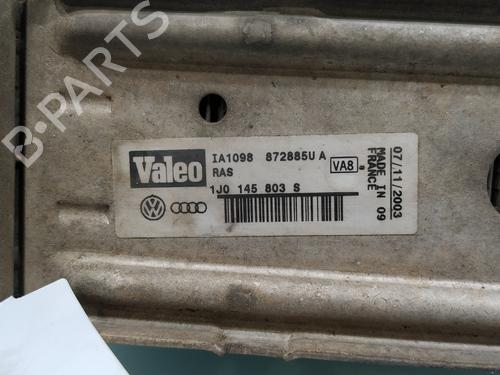 Valeo
IA1098 872885U A
RAS
VA8
1J0 145 803 S
07/11/2003
MADE IN 09
FRANCE
B-PARTS